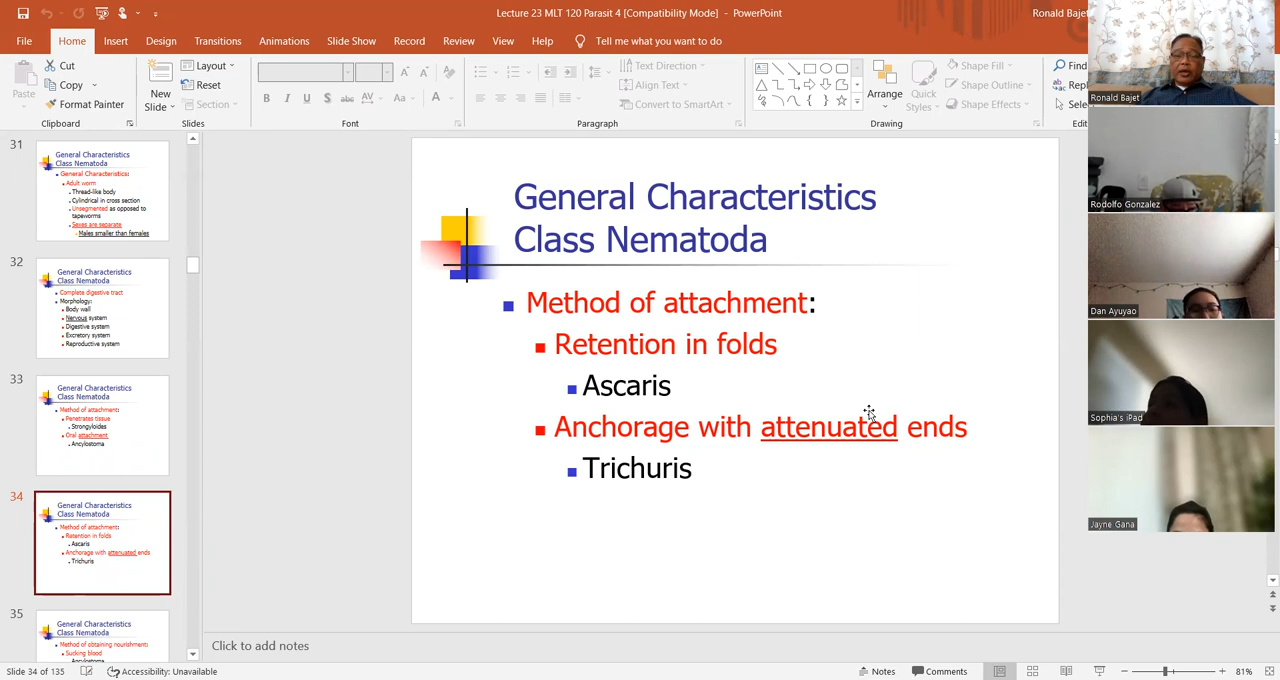 Lecture 23 MLT 120 Parasit 4 [Compatibility Mode] - PowerPoint
Ronald Bajet
File Home Insert Design Transitions Animations Slide Show Record Review View Help Tell me what you want to do
Paste
Cut
Copy
Format Painter
Clipboard
New
Slide
Layout
Reset
Section
Slides
B I U S abc AV Aa A
Font
Text Direction
Align Text
Convert to SmartArt
Paragraph
Arrange
Quick
Styles
Shape Fill
Shape Outline
Shape Effects
Drawing
Find
Repl
Sele
Edit
31
General Characteristics
Class Nematoda
General Characteristics:
Adult worm
Thread-like body
Cylindrical in cross section
Unsegmented as opposed to
tapeworms
Sexes are separate
Males smaller than females
32
General Characteristics
Class Nematoda
Complete digestive tract
Morphology:
Body wall
Nervous system
Digestive system
Excretory system
Reproductive system
33
General Characteristics
Class Nematoda
Method of attachment:
Penetrates tissue
Strongyloides
Oral attachment
Ancylostoma
34
General Characteristics
Class Nematoda
Method of attachment:
Retention in folds
Ascaris
Anchorage with attenuated ends
Trichuris
35
General Characteristics
Class Nematoda
Method of obtaining nourishment:
Sucking blood
General Characteristics
Class Nematoda
Method of attachment:
Retention in folds
Ascaris
Anchorage with attenuated ends
Trichuris
Ronald Bajet
Rodolfo Gonzalez
Dan Ayuyao
Sophia's iPad
Jayne Gana
Click to add notes
Slide 34 of 135 Accessibility: Unavailable Notes Comments 81%